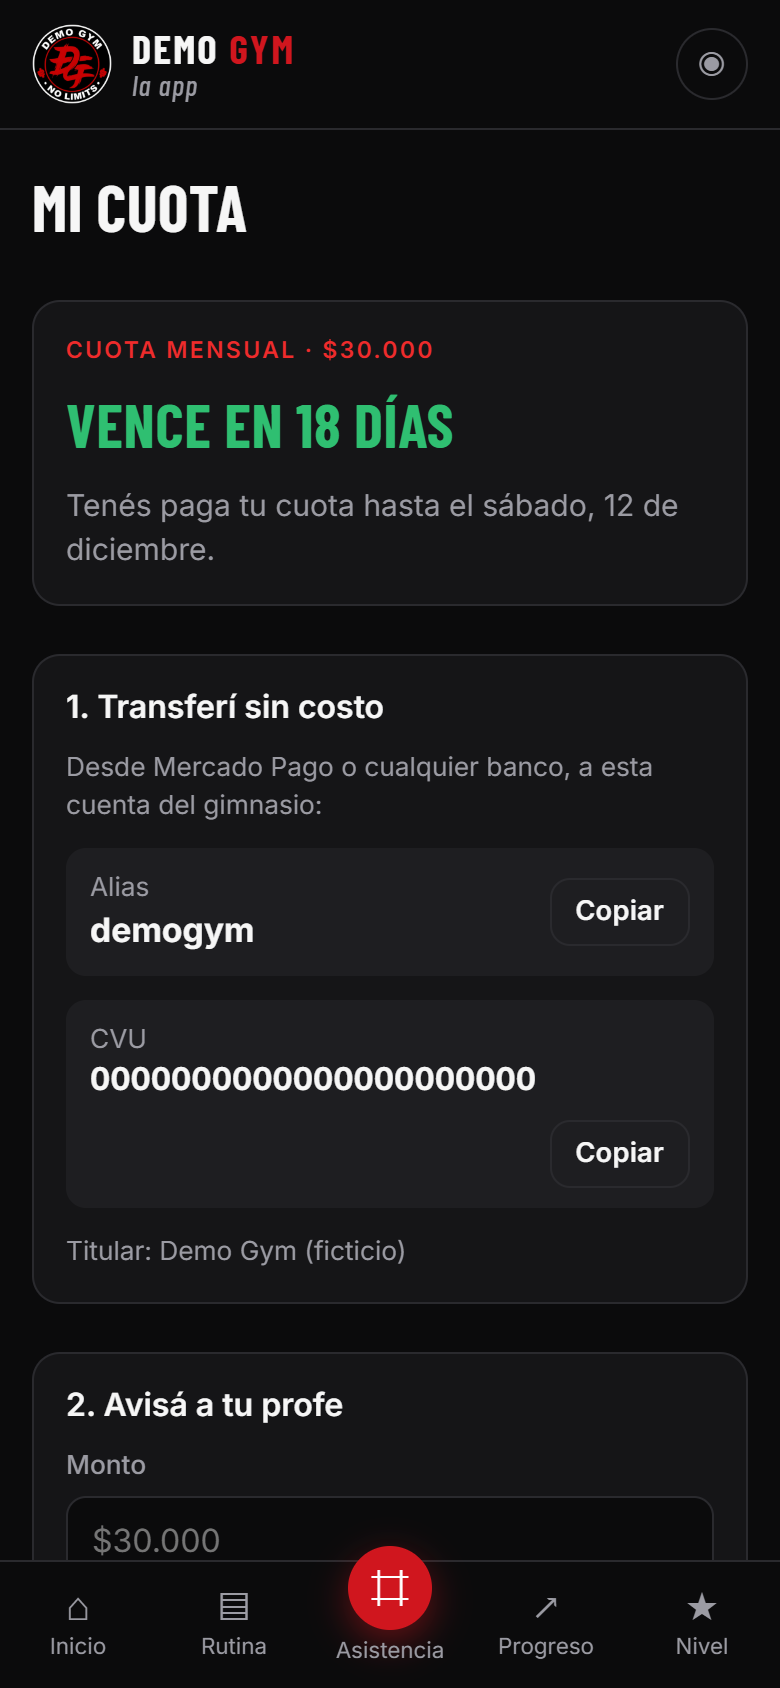 DEMO GYM
DG
· NO LIMITS ·
DEMO GYM
la app
MI CUOTA
CUOTA MENSUAL · $30.000
VENCE EN 18 DÍAS
Tenés paga tu cuota hasta el sábado, 12 de
diciembre.
1. Transferí sin costo
Desde Mercado Pago o cualquier banco, a esta
cuenta del gimnasio:
Alias
demogym
Copiar
CVU
0000000000000000000000
Copiar
Titular: Demo Gym (ficticio)
2. Avisá a tu profe
Monto
$30.000
Inicio
Rutina
Asistencia
Progreso
Nivel